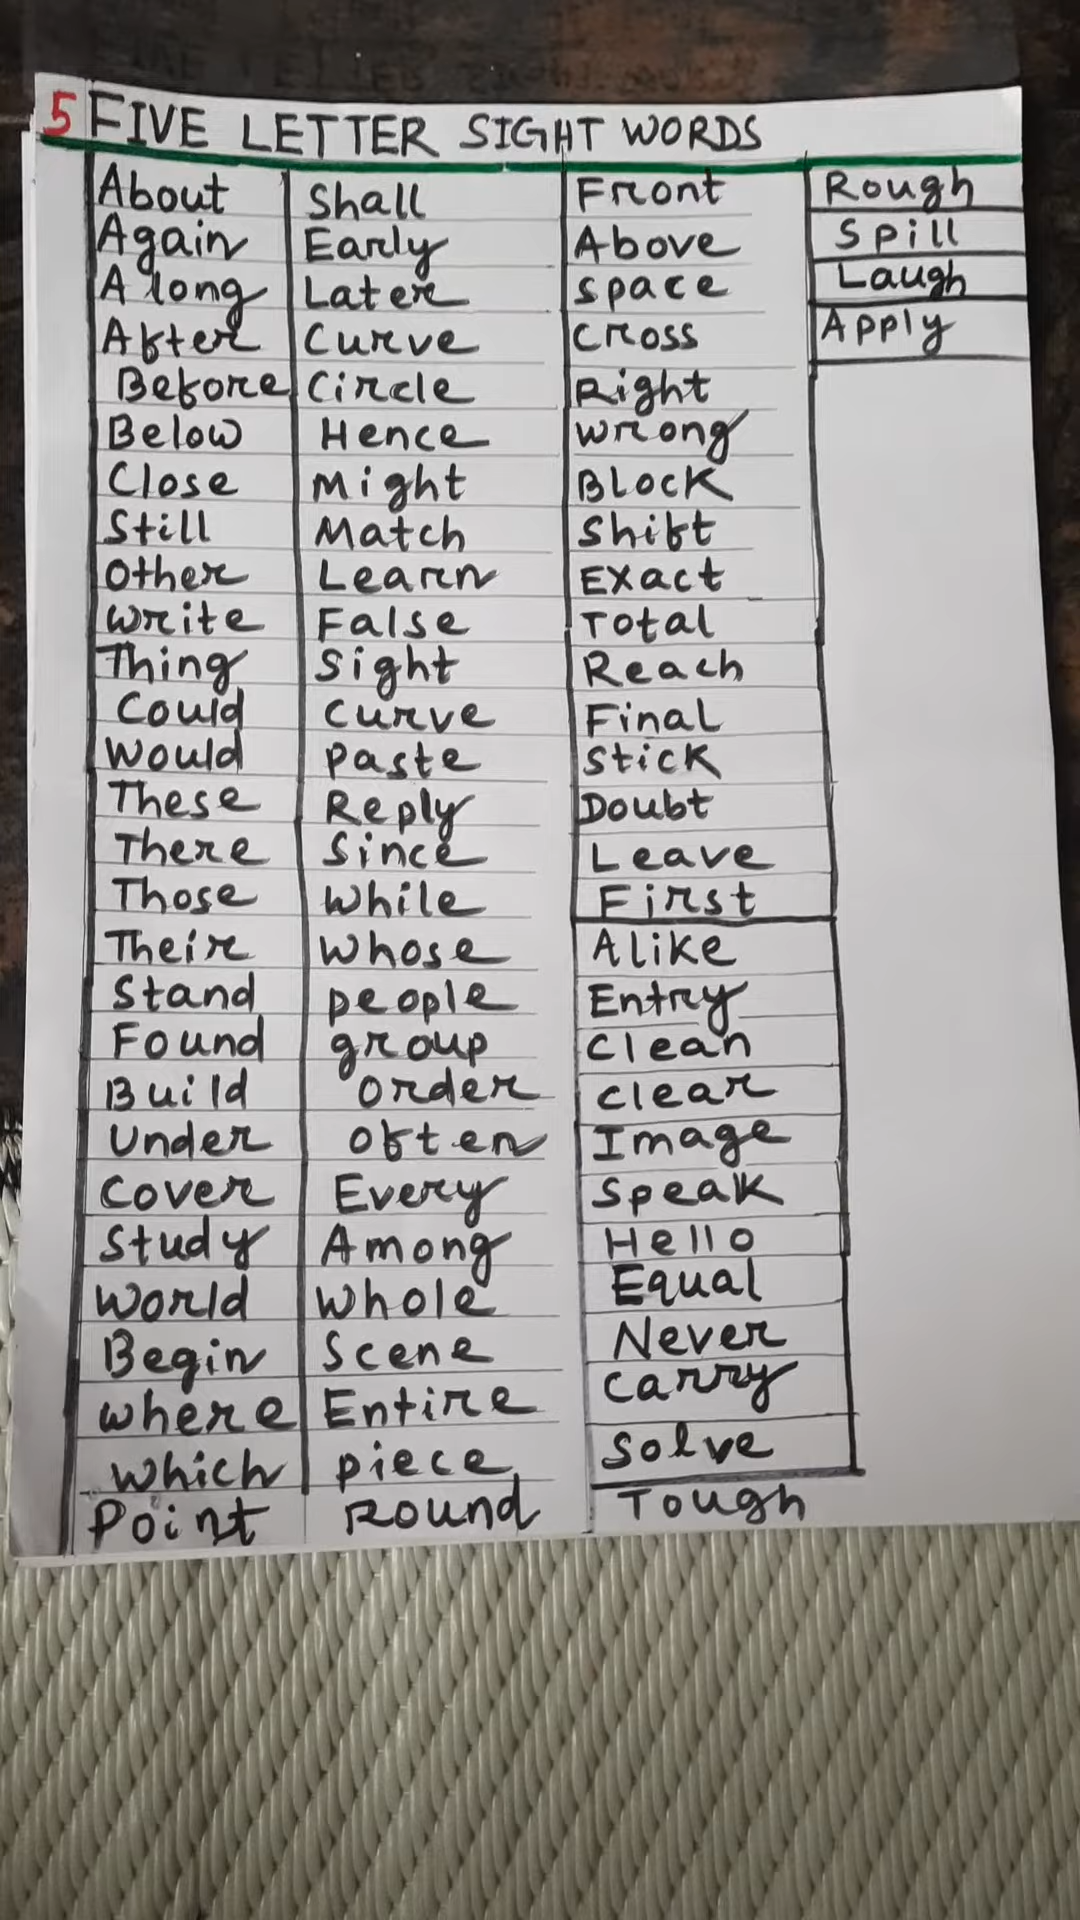 5 FIVE LETTER SIGHT WORDS
About
Again
Along
After
Before
Below
Close
Still
Other
Write
Thing
Could
Would
These
There
Those
Their
Stand
Found
Build
Under
Cover
Study
World
Begin
where
which
Point
Shall
Early
Later
Curve
Circle
Hence
Might
Match
Learn
False
Sight
Curve
Paste
Reply
Since
While
Whose
people
group
order
often
Every
Among
Whole
Scene
Entire
piece
Round
Front
Above
space
Cross
Right
Wrong
BLocK
Shift
Exact
Total
Reach
Final
Stick
Doubt
Leave
First
Alike
Entry
Clean
Clear
Image
Speak
Hello
Equal
Never
Carry
Solve
Tough
Rough
Spill
Laugh
Apply